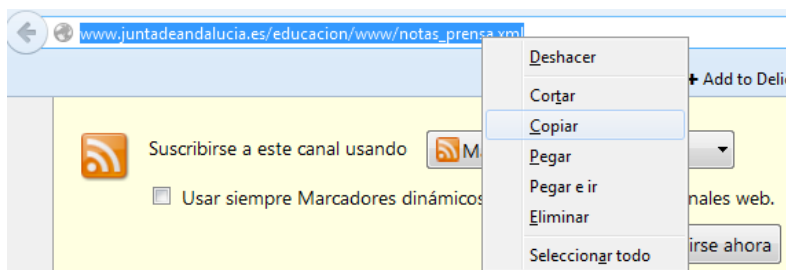 www.juntadeandalucia.es/educacion/www/notas_prensa.xml
Deshacer
+ Add to Deli
Cortar
Copiar
Suscribirse a este canal usando
Pegar
Pegar e ir
Usar siempre Marcadores dinámicos
nales web.
Eliminar
irse ahora
Seleccionar todo